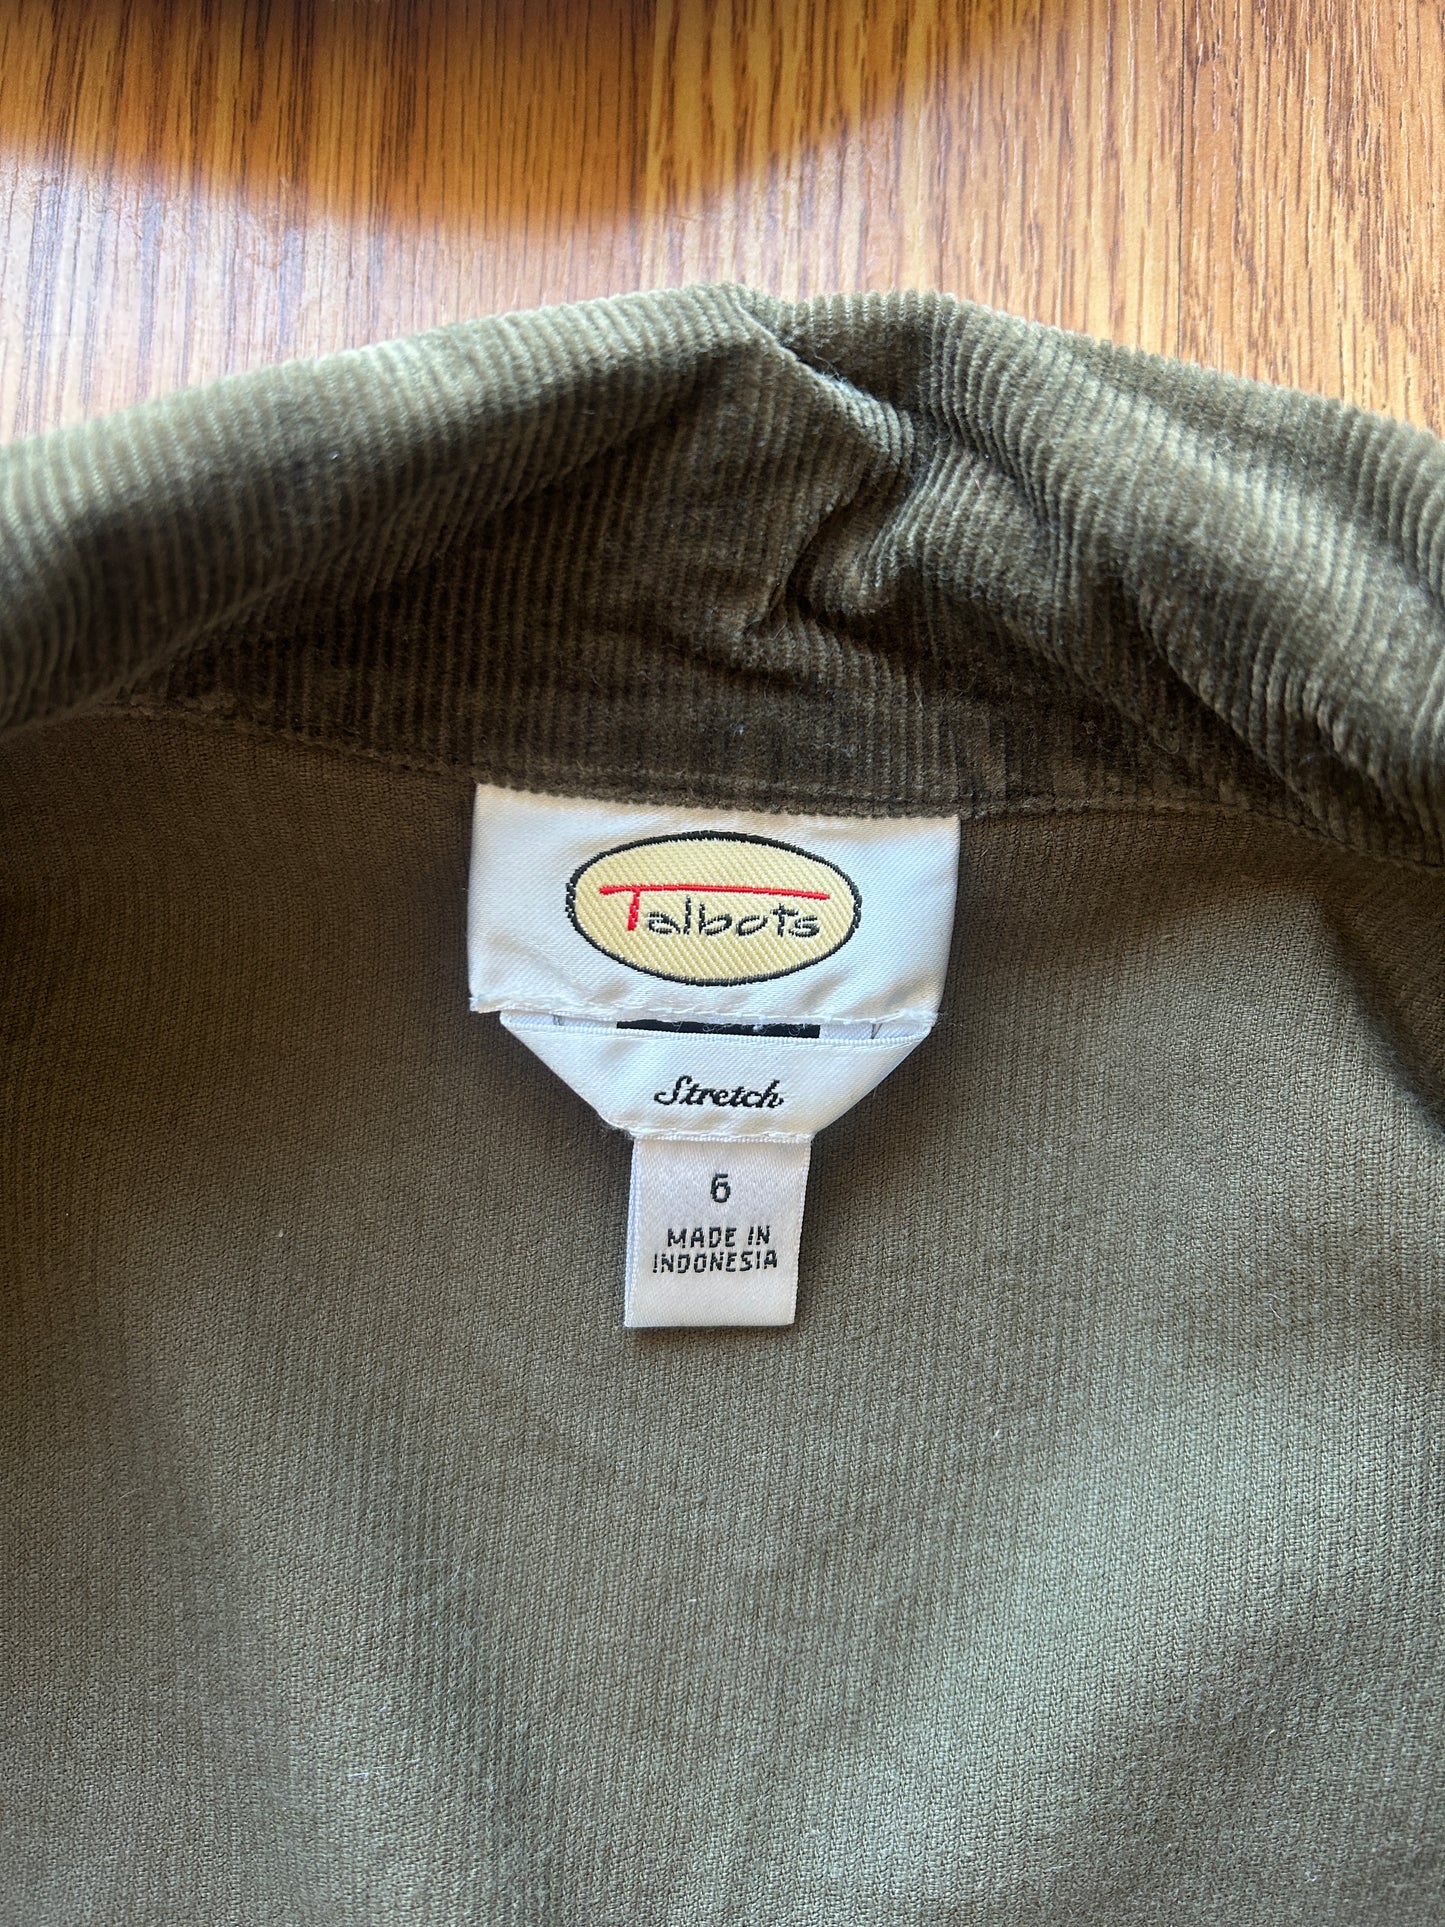 Talbots
Stretch
6
MADE IN
INDONESIA